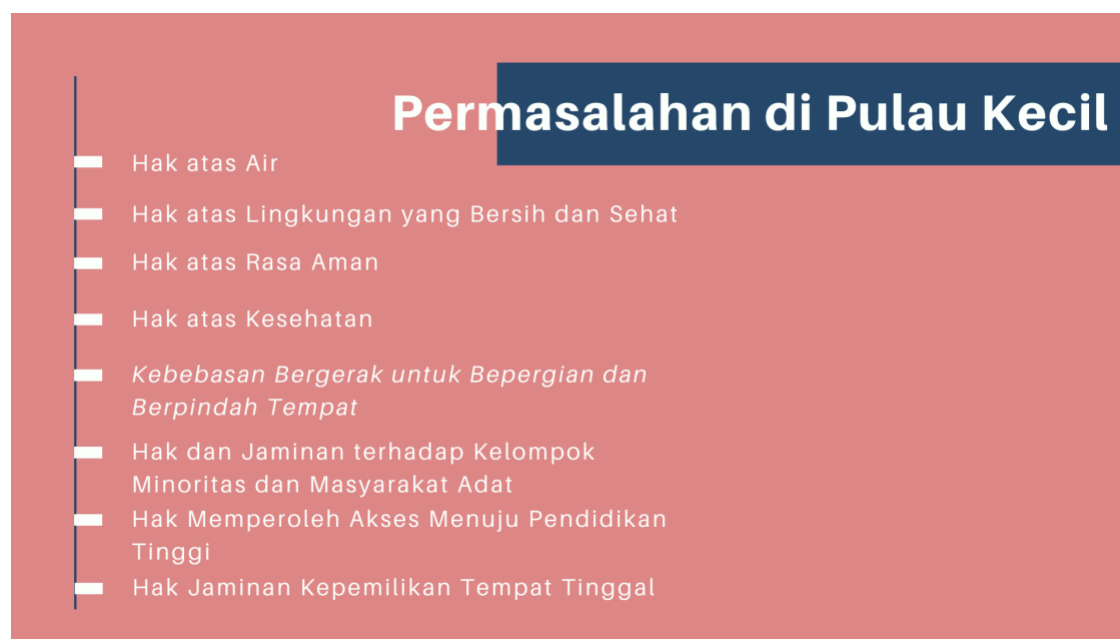 Permasalahan di Pulau Kecil
Hak atas Air
Hak atas Lingkungan yang Bersih dan Sehat
Hak atas Rasa Aman
Hak atas Kesehatan
Kebebasan Bergerak untuk Bepergian dan
Berpindah Tempat
Hak dan Jaminan terhadap Kelompok
Minoritas dan Masyarakat Adat
Hak Memperoleh Akses Menuju Pendidikan
Tinggi
Hak Jaminan Kepemilikan Tempat Tinggal